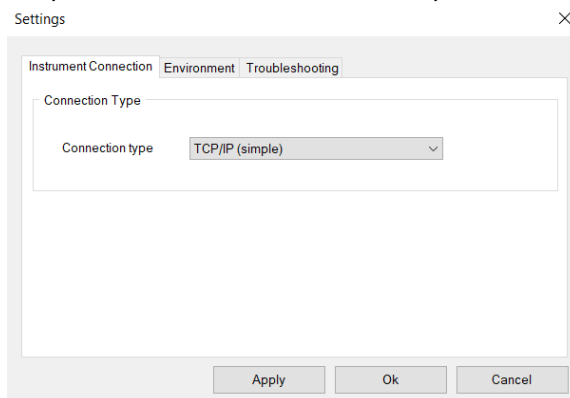 Settings
Instrument Connection Environment Troubleshooting
Connection Type
Connection type TCP/IP (simple)
Apply Ok Cancel